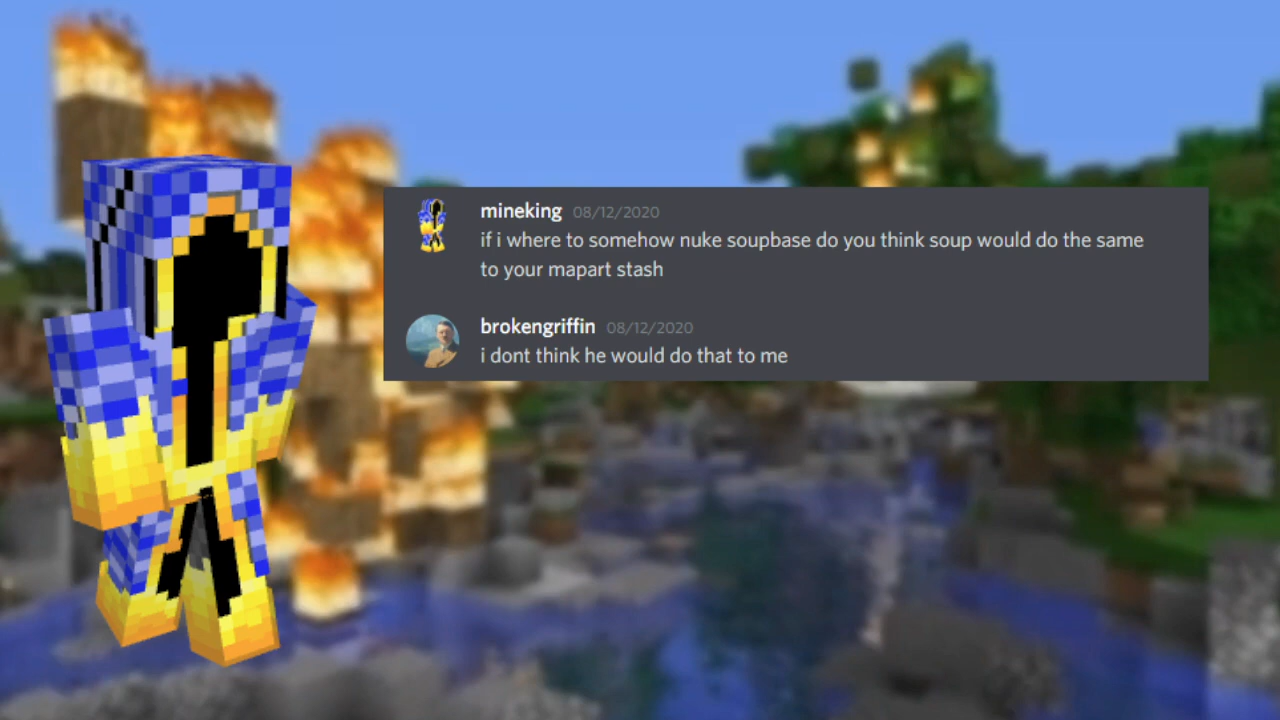 mineking 08/12/2020
if i where to somehow nuke soupbase do you think soup would do the same
to your mapart stash
brokengriffin 08/12/2020
i dont think he would do that to me